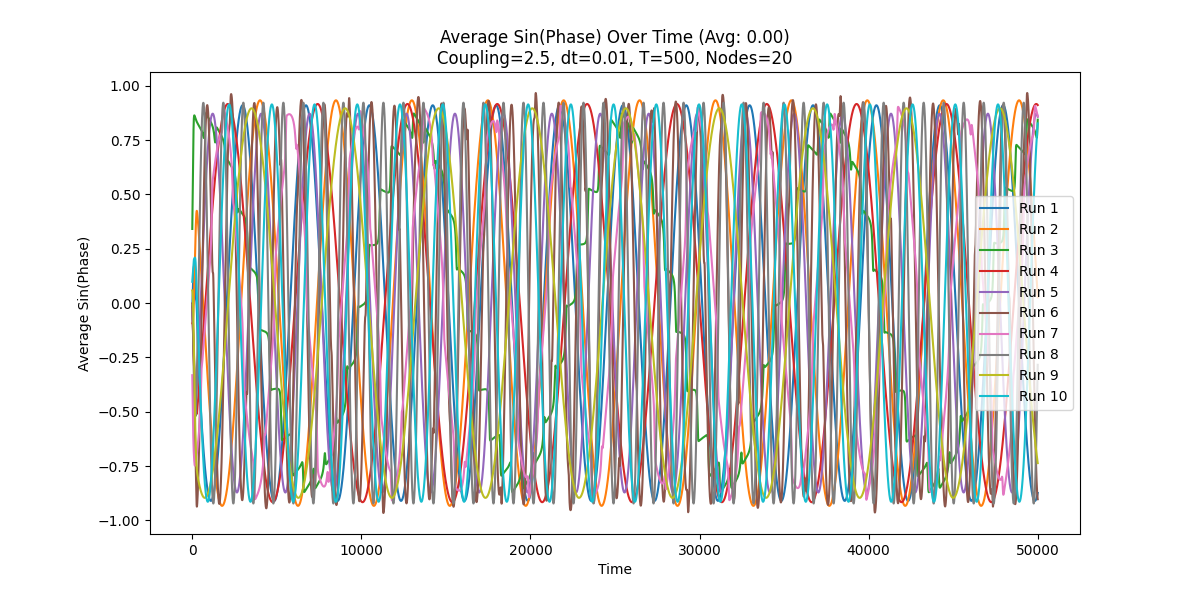 Average Sin(Phase) Over Time (Avg: 0.00)
Coupling=2.5, dt=0.01, T=500, Nodes=20
Average Sin(Phase)
1.00
0.75
0.50
0.25
0.00
−0.25
−0.50
−0.75
−1.00
Run 1
Run 2
Run 3
Run 4
Run 5
Run 6
Run 7
Run 8
Run 9
Run 10
0
10000
20000
30000
40000
50000
Time